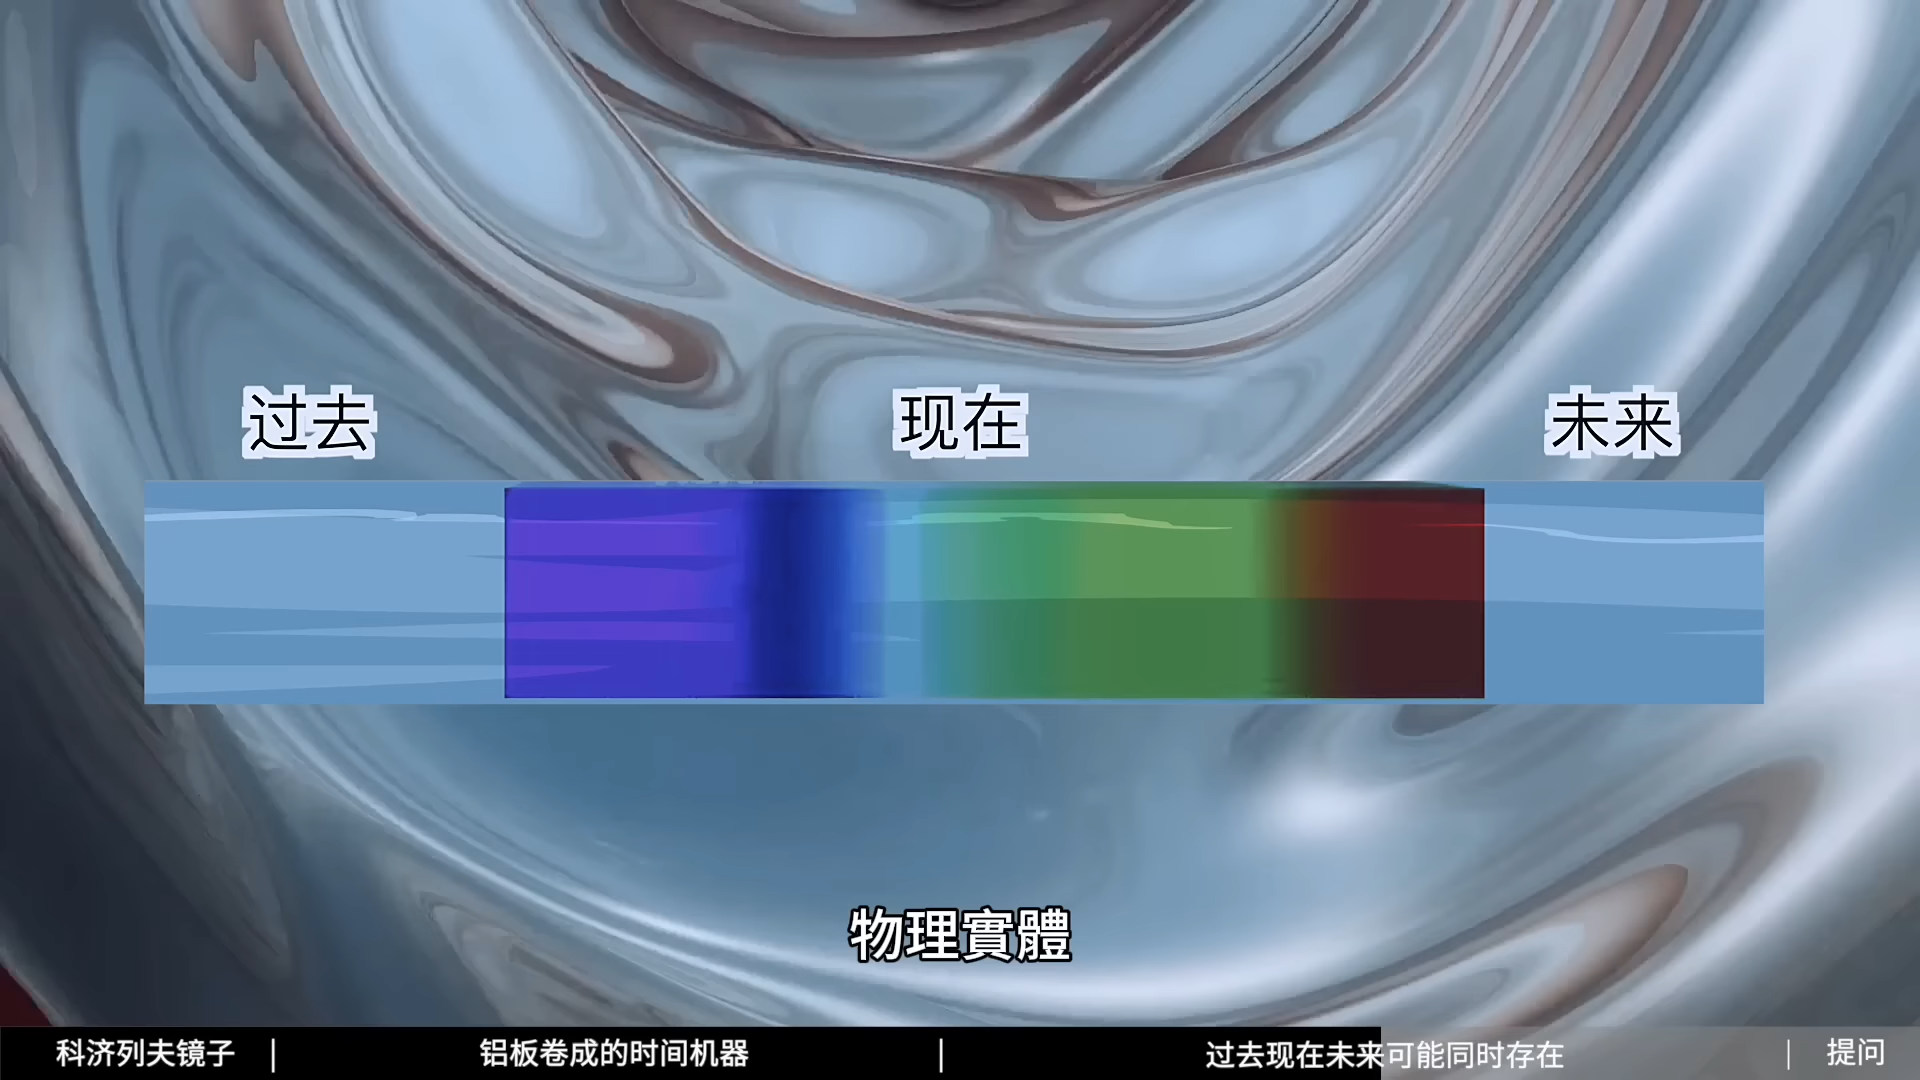 过去 现在 未来
物理實體
科济列夫镜子 | 铝板卷成的时间机器 | 过去现在未来可能同时存在 | 提问